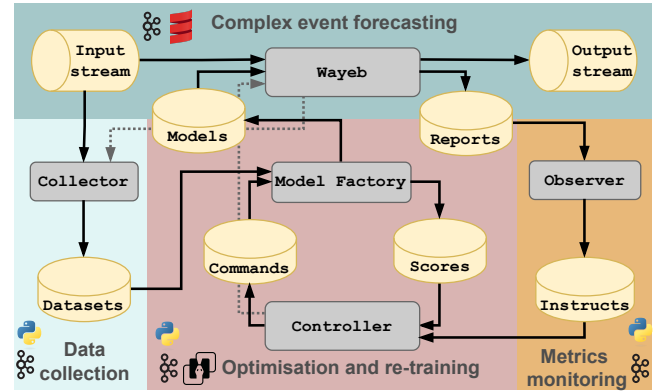 Complex event forecasting
Input
stream
Wayeb
Output
stream
Models
Reports
Collector
Model Factory
Observer
Datasets
Commands
Scores
Instructs
Controller
Data
collection
Optimisation and re-training
Metrics
monitoring